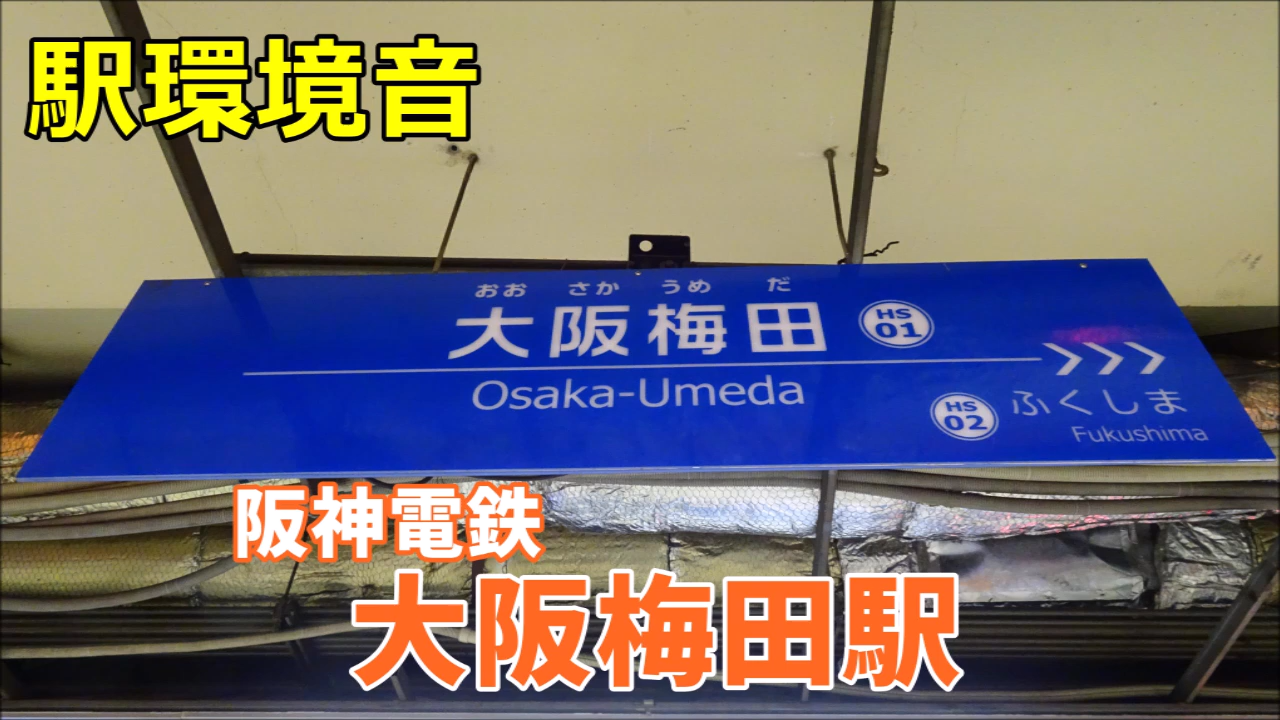 駅環境音
おお さか うめ だ
大阪梅田 HS 01
Osaka-Umeda
HS 02 ふくしま
Fukushima
阪神電鉄
大阪梅田駅